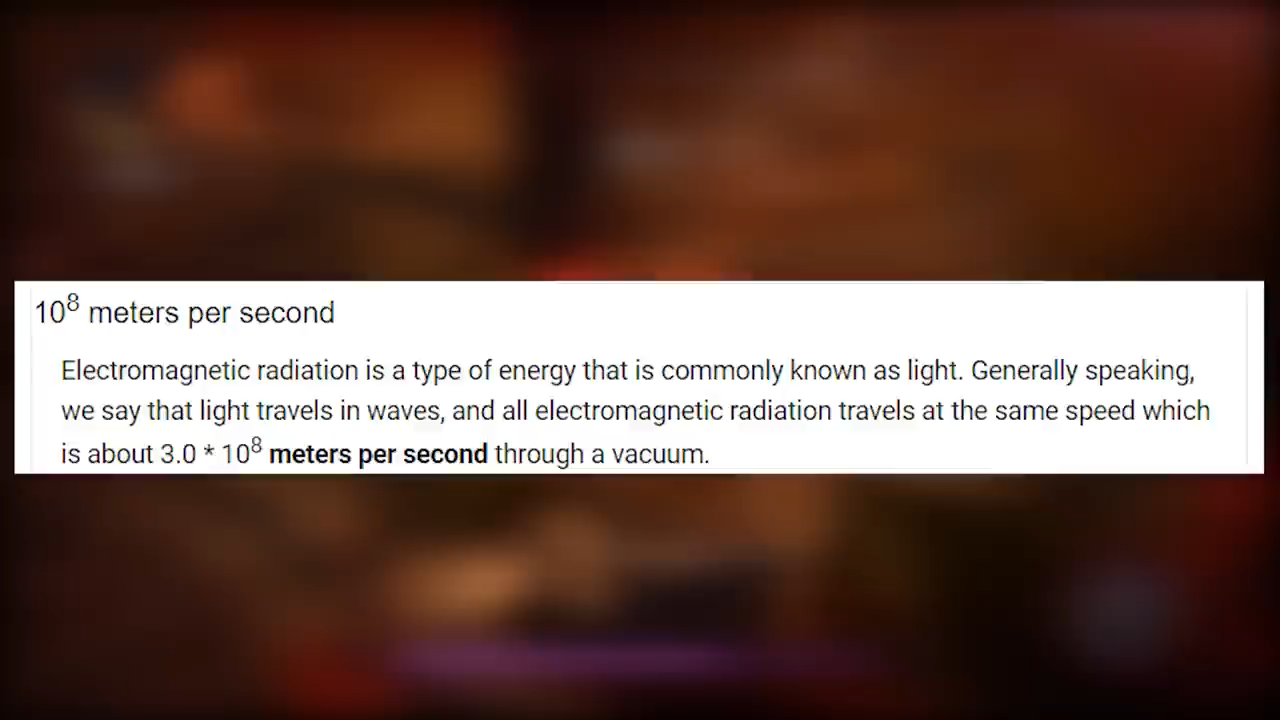 10⁸ meters per second
Electromagnetic radiation is a type of energy that is commonly known as light. Generally speaking,
we say that light travels in waves, and all electromagnetic radiation travels at the same speed which
is about 3.0 * 10⁸ meters per second through a vacuum.